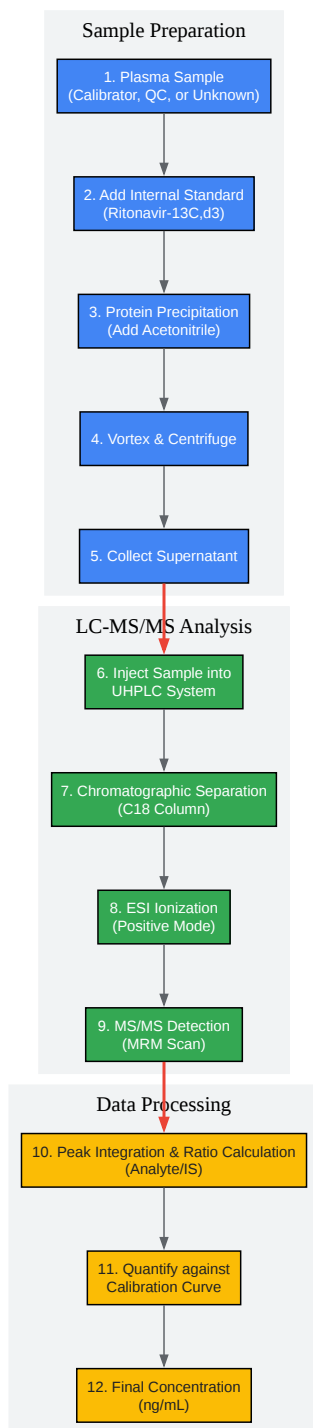 Sample Preparation
1. Plasma Sample
(Calibrator, QC, or Unknown)
2. Add Internal Standard
(Ritonavir-13C,d3)
3. Protein Precipitation
(Add Acetonitrile)
4. Vortex & Centrifuge
5. Collect Supernatant
LC-MS/MS Analysis
6. Inject Sample into
UHPLC System
7. Chromatographic Separation
(C18 Column)
8. ESI Ionization
(Positive Mode)
9. MS/MS Detection
(MRM Scan)
Data Processing
10. Peak Integration & Ratio Calculation
(Analyte/IS)
11. Quantify against
Calibration Curve
12. Final Concentration
(ng/mL)